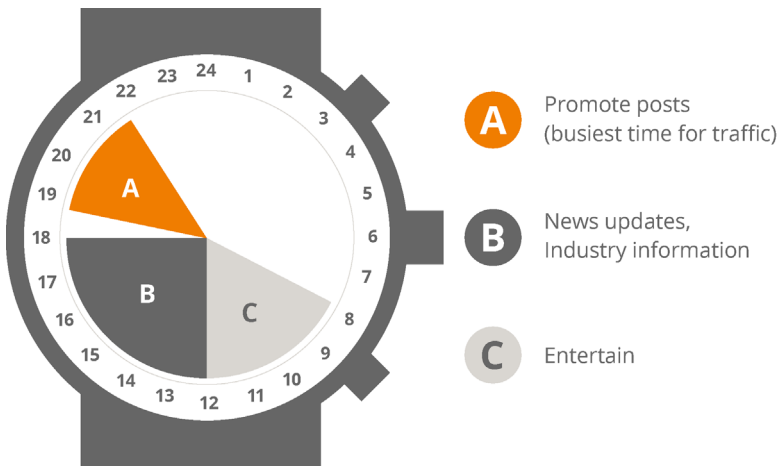 24
1
2
3
4
5
6
7
8
9
10
11
12
13
14
15
16
17
18
19
20
21
22
23
A
B
C
A
Promote posts
(busiest time for traffic)
B
News updates,
Industry information
C
Entertain